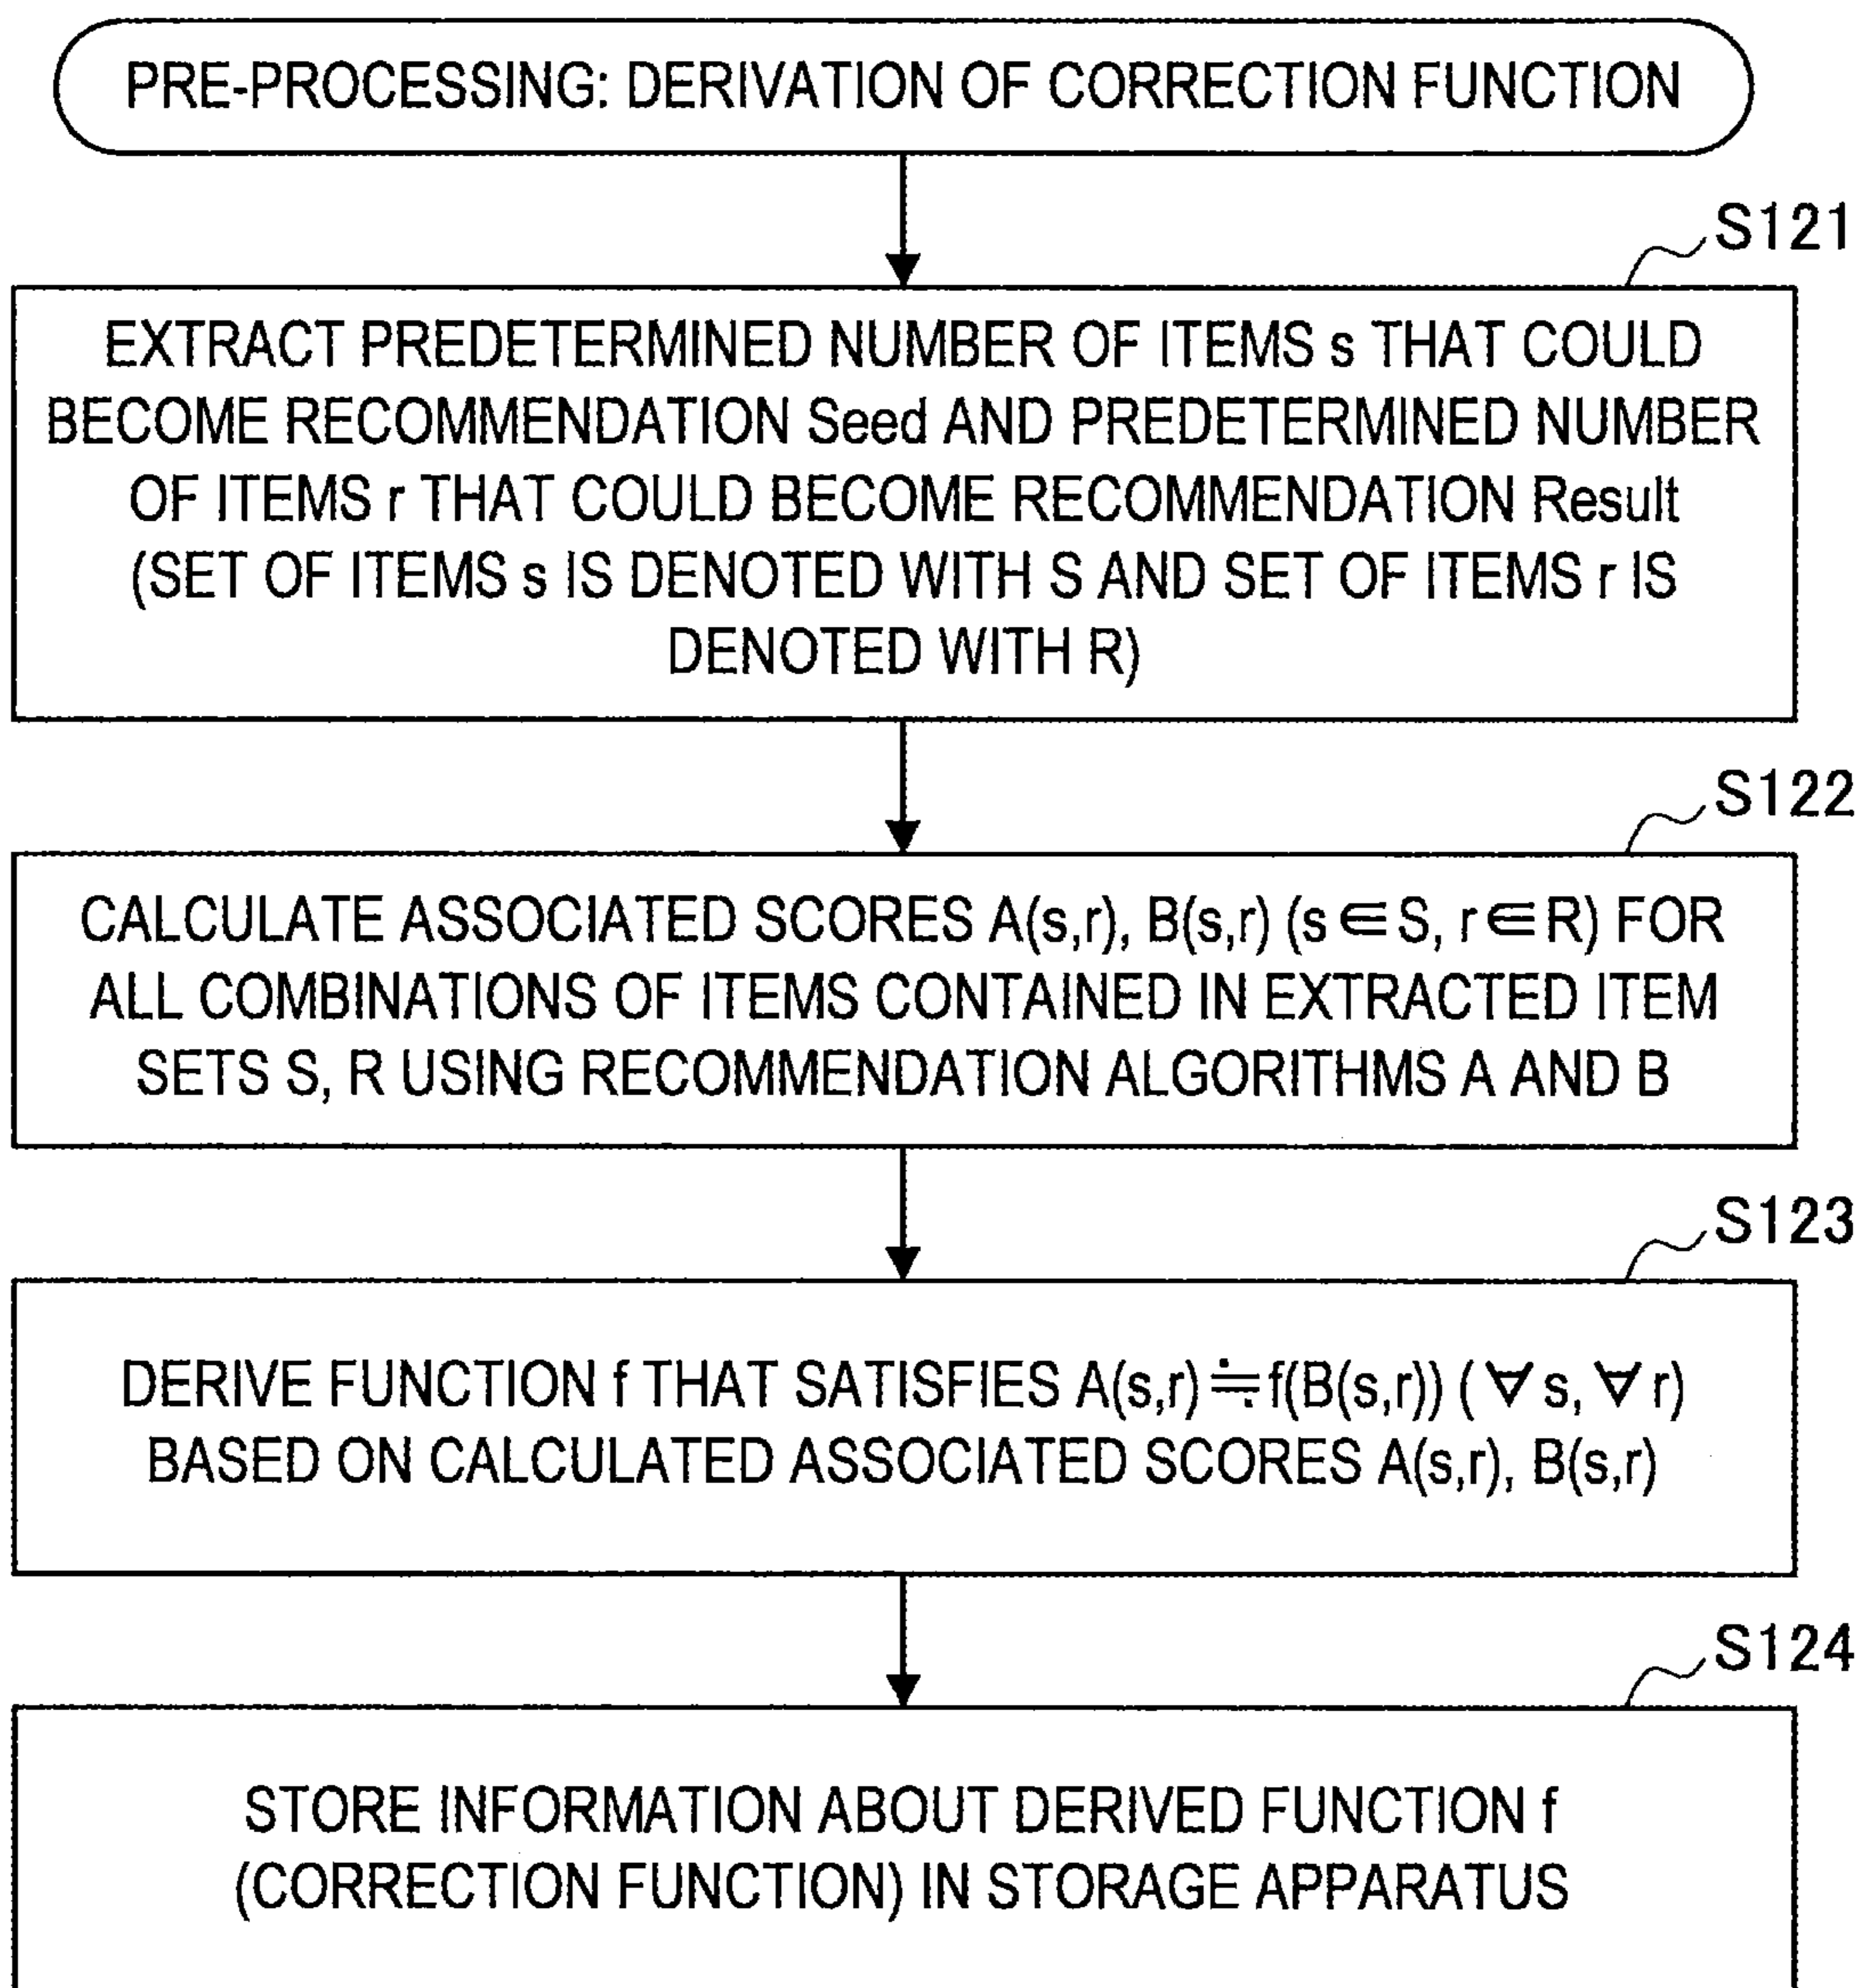 PRE-PROCESSING: DERIVATION OF CORRECTION FUNCTION
S121
EXTRACT PREDETERMINED NUMBER OF ITEMS s THAT COULD
BECOME RECOMMENDATION Seed AND PREDETERMINED NUMBER
OF ITEMS r THAT COULD BECOME RECOMMENDATION Result
(SET OF ITEMS s IS DENOTED WITH S AND SET OF ITEMS r IS
DENOTED WITH R)
S122
CALCULATE ASSOCIATED SCORES A(s,r), B(s,r) (s∈S, r∈R) FOR
ALL COMBINATIONS OF ITEMS CONTAINED IN EXTRACTED ITEM
SETS S, R USING RECOMMENDATION ALGORITHMS A AND B
S123
DERIVE FUNCTION f THAT SATISFIES A(s,r)≒f(B(s,r)) (∀s, ∀r)
BASED ON CALCULATED ASSOCIATED SCORES A(s,r), B(s,r)
S124
STORE INFORMATION ABOUT DERIVED FUNCTION f
(CORRECTION FUNCTION) IN STORAGE APPARATUS